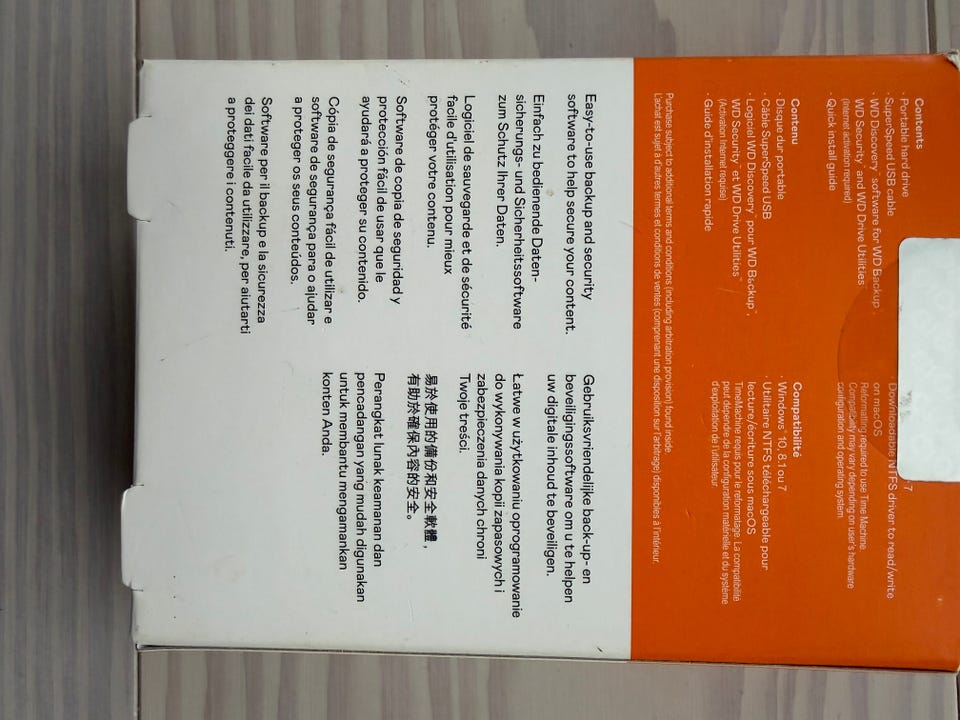 Contents
· Portable hard drive
· SuperSpeed USB cable
· WD Discovery™ software for WD Backup™,
WD Security™ and WD Drive Utilities™
(Internet activation required)
· Quick install guide
7
· Downloadable NTFS driver to read/write
on macOS
Reformatting required to use Time Machine.
Compatibility may vary depending on user's hardware
configuration and operating system.
Contenu
· Disque dur portable
· Câble SuperSpeed USB
· Logiciel WD Discovery™ pour WD Backup™,
WD Security™ et WD Drive Utilities™
(Activation Internet requise)
· Guide d'installation rapide
Compatibilité
· Windows® 10, 8.1 ou 7
· Utilitaire NTFS téléchargeable pour
lecture/écriture sous macOS
TimeMachine requis pour le reformatage. La compatibilité
peut dépendre de la configuration matérielle et du système
d'exploitation de l'utilisateur
Purchase subject to additional terms and conditions (including arbitration provision) found inside.
L'achat est sujet à d'autres termes et conditions de ventes (comprenant une disposition sur l'arbitrage) disponibles à l'intérieur.
Easy-to-use backup and security
software to help secure your content.
Einfach zu bedienende Daten-
sicherungs- und Sicherheitssoftware
zum Schutz Ihrer Daten.
Logiciel de sauvegarde et de sécurité
facile d'utilisation pour mieux
protéger votre contenu.
Software de copia de seguridad y
protección fácil de usar que le
ayudará a proteger su contenido.
Cópia de segurança fácil de utilizar e
software de segurança para o ajudar
a proteger os seus conteúdos.
Software per il backup e la sicurezza
dei dati facile da utilizzare, per aiutarti
a proteggere i contenuti.
Gebruiksvriendelijke back-up- en
beveiligingssoftware om u te helpen
uw digitale inhoud te beveiligen.
Łatwe w użytkowaniu oprogramowanie
do wykonywania kopii zapasowych i
zabezpieczenia danych chroni
Twoje treści.
易於使用的備份和安全軟體，
有助於確保內容的安全。
Perangkat lunak keamanan dan
pencadangan yang mudah digunakan
untuk membantu mengamankan
konten Anda.